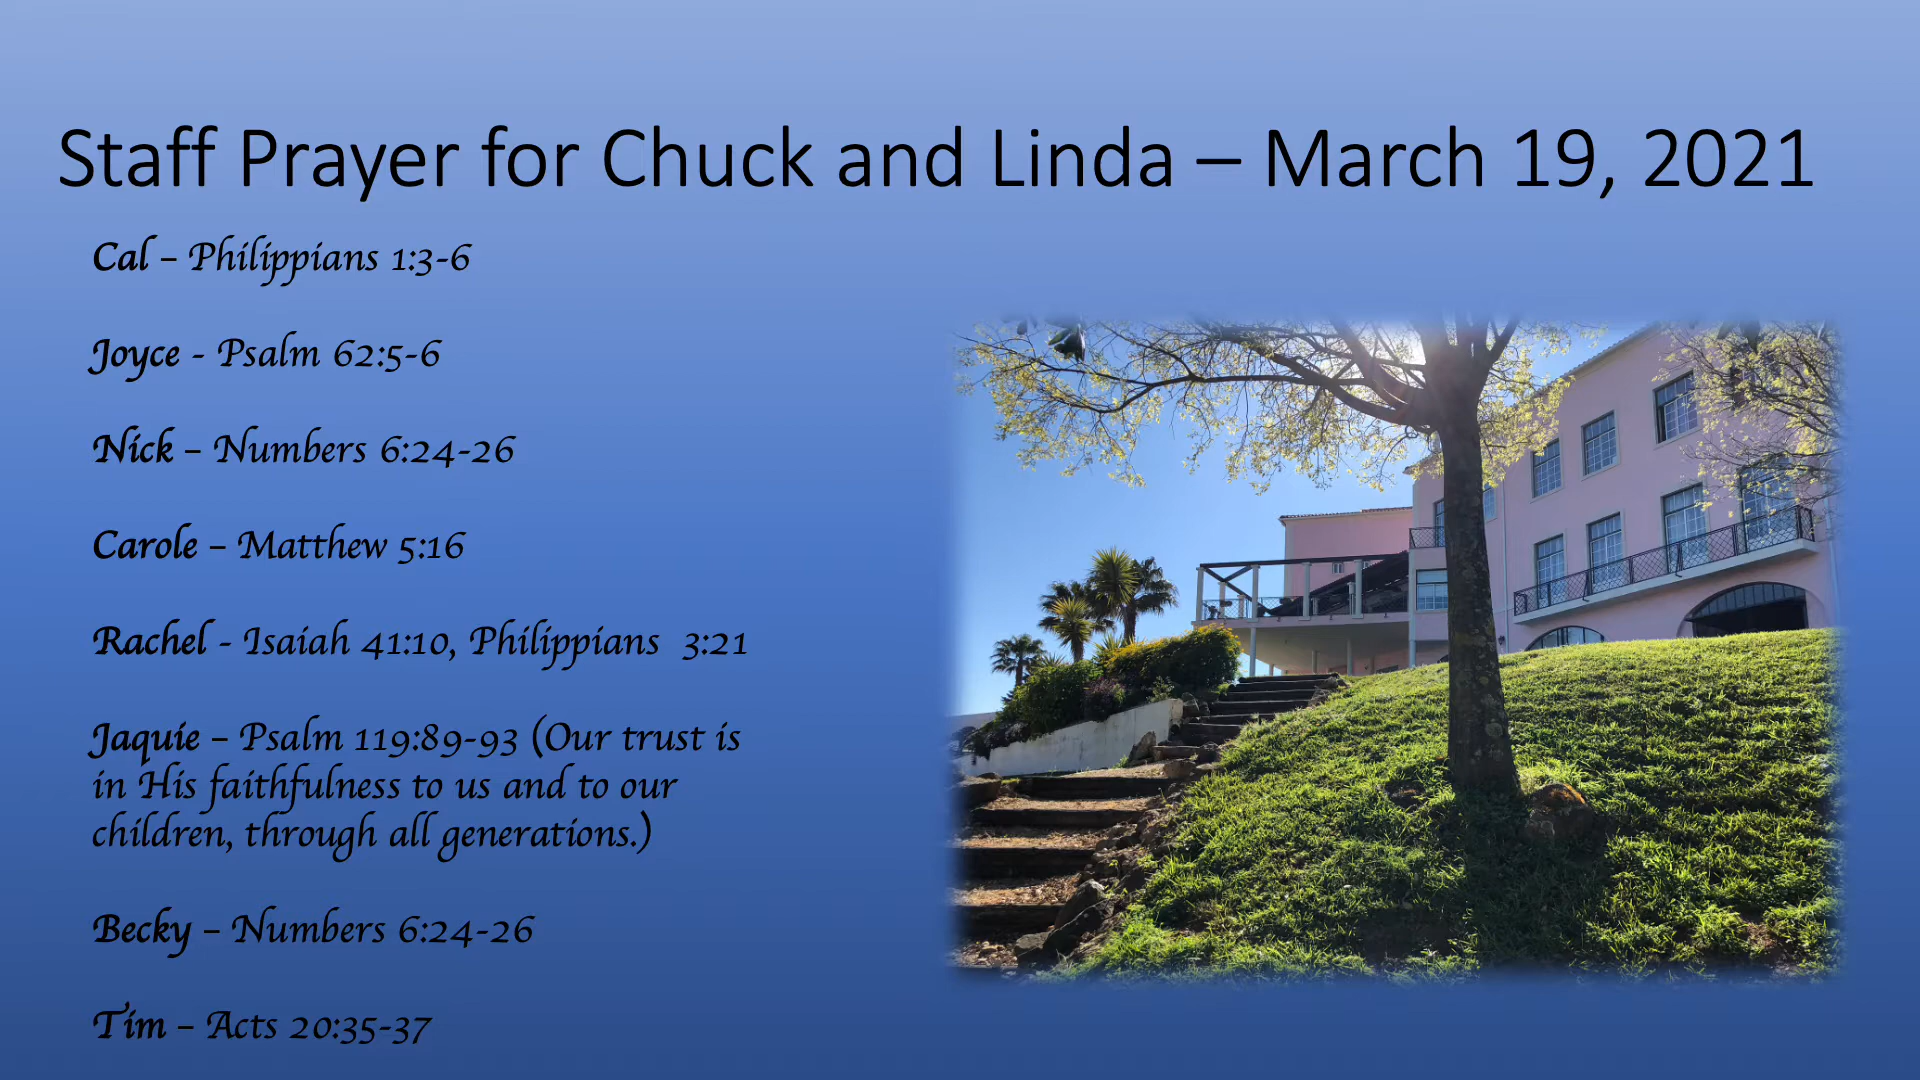 Staff Prayer for Chuck and Linda – March 19, 2021
Cal – Philippians 1:3-6
Joyce - Psalm 62:5-6
Nick – Numbers 6:24-26
Carole – Matthew 5:16
Rachel - Isaiah 41:10, Philippians  3:21
Jaquie – Psalm 119:89-93 (Our trust is
in His faithfulness to us and to our
children, through all generations.)
Becky – Numbers 6:24-26
Tim – Acts 20:35-37